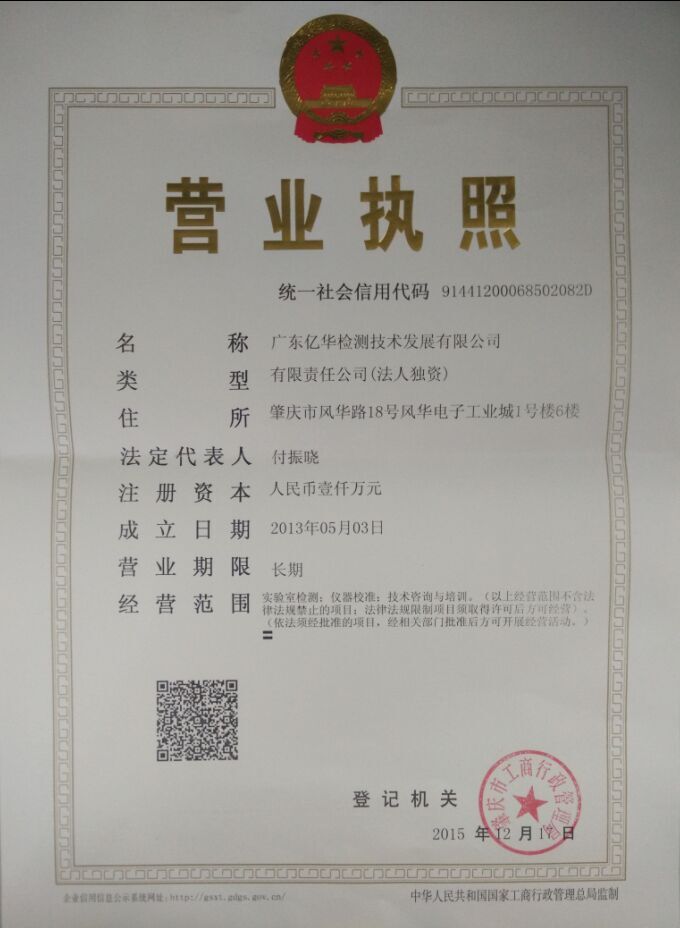 营业执照
统一社会信用代码 91441200068502082D
名称 广东亿华检测技术发展有限公司
类型 有限责任公司(法人独资)
住所 肇庆市风华路18号风华电子工业城1号楼6楼
法定代表人 付振晓
注册资本 人民币壹仟万元
成立日期 2013年05月03日
营业期限 长期
经营范围 实验室检测；仪器校准；技术咨询与培训。（以上经营范围不含法
律法规禁止的项目；法律法规限制项目须取得许可后方可经营）。
（依法须经批准的项目，经相关部门批准后方可开展经营活动。）
登记机关
肇庆市工商行政管理局
2015 年 12 月 17 日
企业信用信息公示系统网址：http://gsxt.gdgs.gov.cn/
中华人民共和国国家工商行政管理总局监制